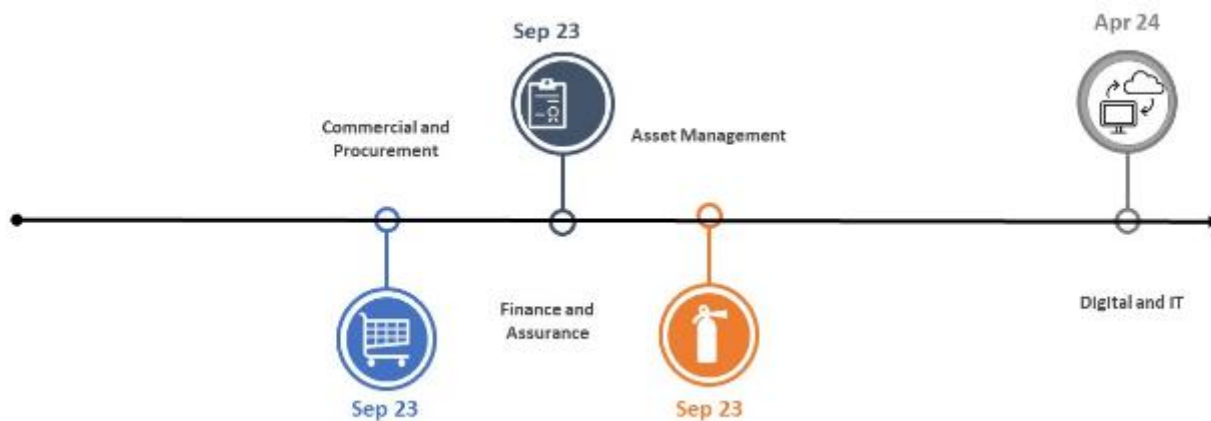 Sep 23
Apr 24
Commercial and
Procurement
Asset Management
Finance and
Assurance
Digital and IT
Sep 23
Sep 23